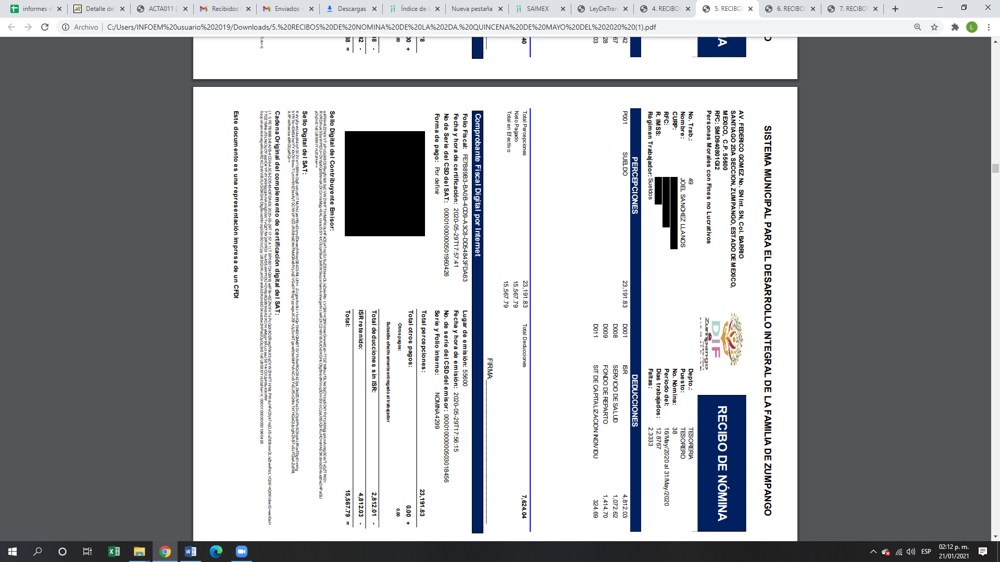 informes d
Detalle del
ACTA011 (
Recibidos (
Enviados -
Descargas
Índice de C
Nueva pestaña
SAIMEX
LeyDeTran
4. RECIBOS
5. RECIBOS
6. RECIBOS
7. RECIBOS
Archivo
C:/Users/INFOEM%20usuario%202019/Downloads/5.%20RECIBOS%20DE%20NOMINA%20DE%20LA%202DA.%20QUINCENA%20DE%20MAYO%20DEL%202020%20(1).pdf
L
SISTEMA MUNICIPAL PARA EL DESARROLLO INTEGRAL DE LA FAMILIA DE ZUMPANGO
AV. FEDERICO GOMEZ No. SN Int. SN, Col. BARRIO
SANTIAGO 2DA SECCION, ZUMPANGO, ESTADO DE MEXICO,
MEXICO, C.P. 55600
RFC: SMD940801GI2
Personas Morales con Fines no Lucrativos
DIF
Zumpango
RECIBO DE NÓMINA
No. Trab.: 49
Nombre: JOEL SANCHEZ LLANOS
CURP:
RFC:
R. IMSS:
Régimen Trabajador: Sueldos
Depto.: TESORERIA
Puesto: TESORERO
No. Nómina: 38
Periodo del: 16/May/2020 al 31/May/2020
Dias trabajados: 12.8767
Faltas: 2.3333
PERCEPCIONES
DEDUCCIONES
P001 SUELDO 23,191.83
D001 ISR 4,812.03
D008 SERVICIO DE SALUD 1,072.62
D009 FONDO DE REPARTO 1,414.70
D011 SIT DE CAPITALIZACION INDIVIDU 324.69
Total Percepciones 23,191.83
Total Deducciones 7,624.04
Neto Pagado 15,567.79
Total en Efectivo 15,567.79
FIRMA:
Comprobante Fiscal Digital por Internet
Folio Fiscal: FE7B89B3-BA0B-4CD9-A3C8-DD54843FDA63
Fecha y hora de certificación: 2020-05-29T17:57:41
No de Serie del CSD del SAT: 00001000000501960426
Forma de pago: Por definir
Lugar de emisión: 55600
Fecha y hora de emisión: 2020-05-29T17:56:15
No. de serie del CSD del emisor: 00001000000503018456
Serie y Folio interno: NOMINA 4299
Total percepciones: 23,191.83
Total otros pagos: 0.00 +
Otros pagos:
Subsidio efectivamente entregado al trabajador 0.00
Total deducciones sin ISR: 2,812.01 -
ISR retenido: 4,812.03 -
Total: 15,567.79 =
Sello Digital del Contribuyente Emisor:
Sello Digital del SAT:
Cadena Original del complemento de certificación digital del SAT:
Este documento es una representación impresa de un CFDI
ESP
02:12 p. m.
21/01/2021